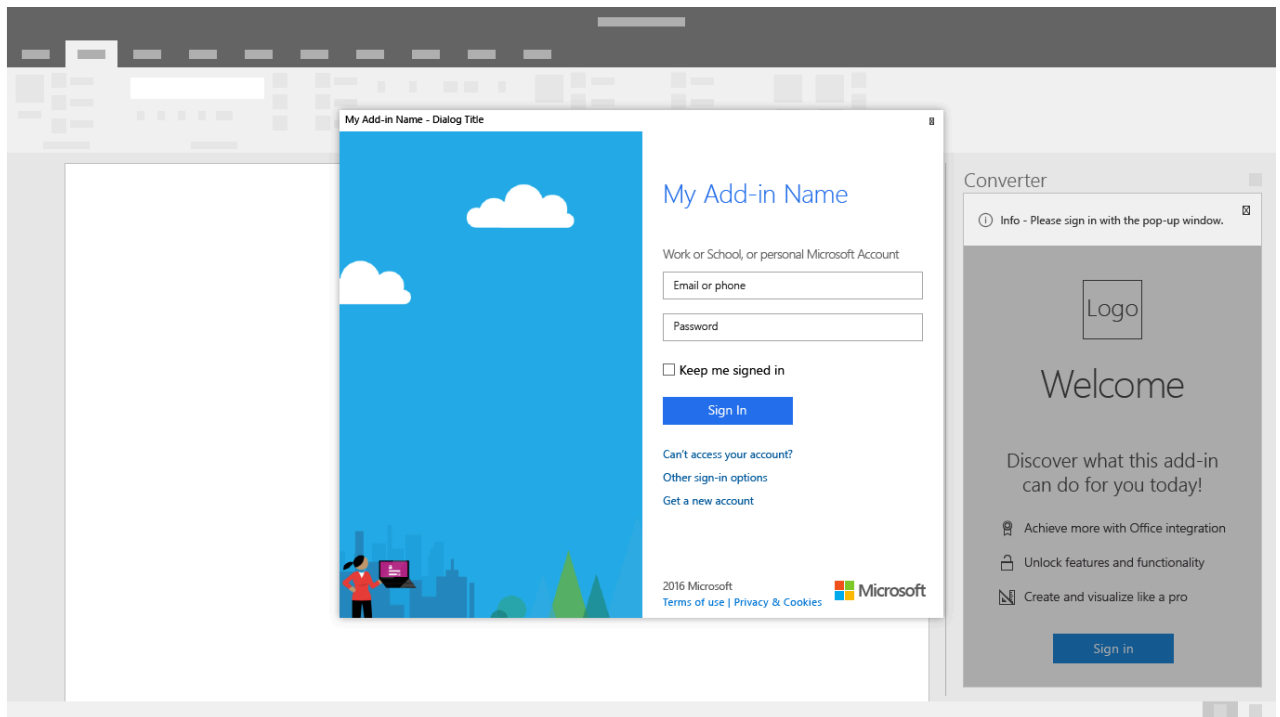 My Add-in Name - Dialog Title
My Add-in Name
Work or School, or personal Microsoft Account
Email or phone
Password
Keep me signed in
Sign In
Can't access your account?
Other sign-in options
Get a new account
2016 Microsoft
Terms of use | Privacy & Cookies
Microsoft
Converter
Info - Please sign in with the pop-up window.
Logo
Welcome
Discover what this add-in
can do for you today!
Achieve more with Office integration
Unlock features and functionality
Create and visualize like a pro
Sign in